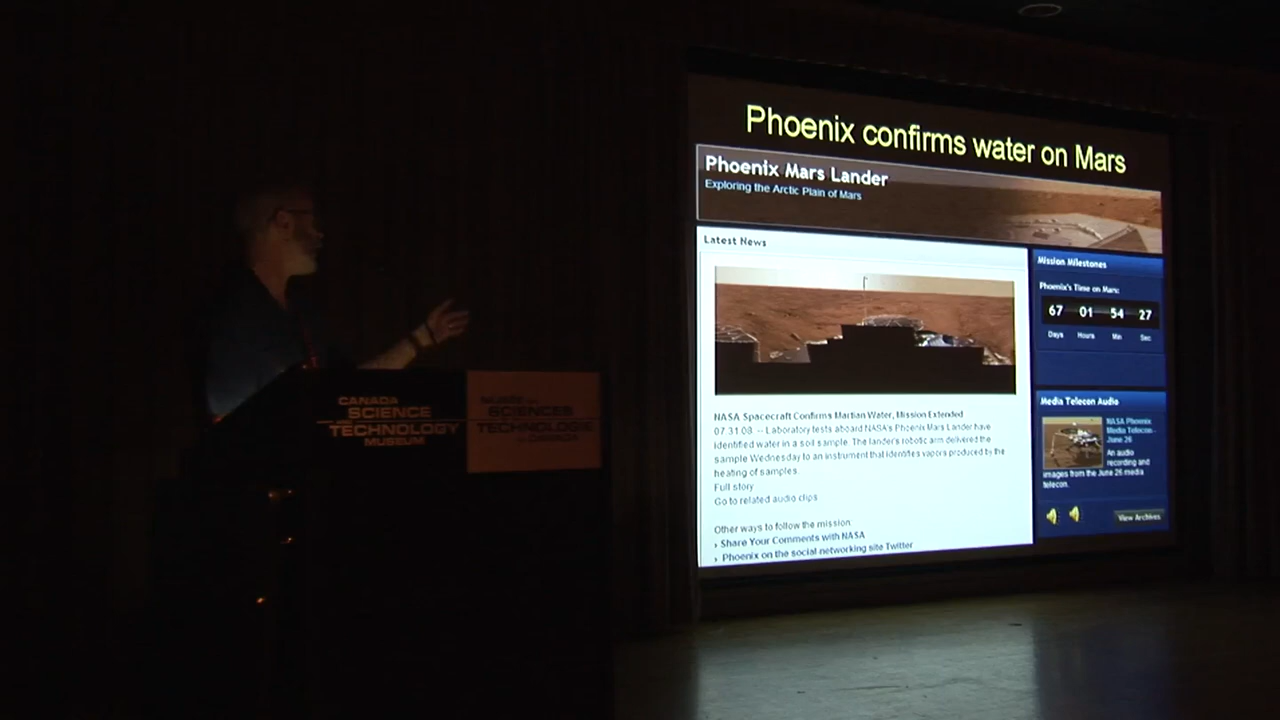 Phoenix confirms water on Mars
Phoenix Mars Lander
Exploring the Arctic Plain of Mars
Latest News
Mission Milestones
Phoenix's Time on Mars:
67 01 54 27
Days Hours Min Sec
NASA Spacecraft Confirms Martian Water, Mission Extended
07.31.08 -- Laboratory tests aboard NASA's Phoenix Mars Lander have
identified water in a soil sample. The lander's robotic arm delivered the
sample Wednesday to an instrument that identifies vapors produced by the
heating of samples.
Full story
Go to related audio clips
Other ways to follow the mission:
› Share Your Comments with NASA
› Phoenix on the social networking site Twitter
Media Telecon Audio
NASA Phoenix
Media Telecon -
June 26
An audio
recording and
images from the June 26 media
telecon.
View Archives
CANADA
SCIENCE
TECHNOLOGY
MUSEUM
SCIENCES
TECHNOLOGIE
CANADA